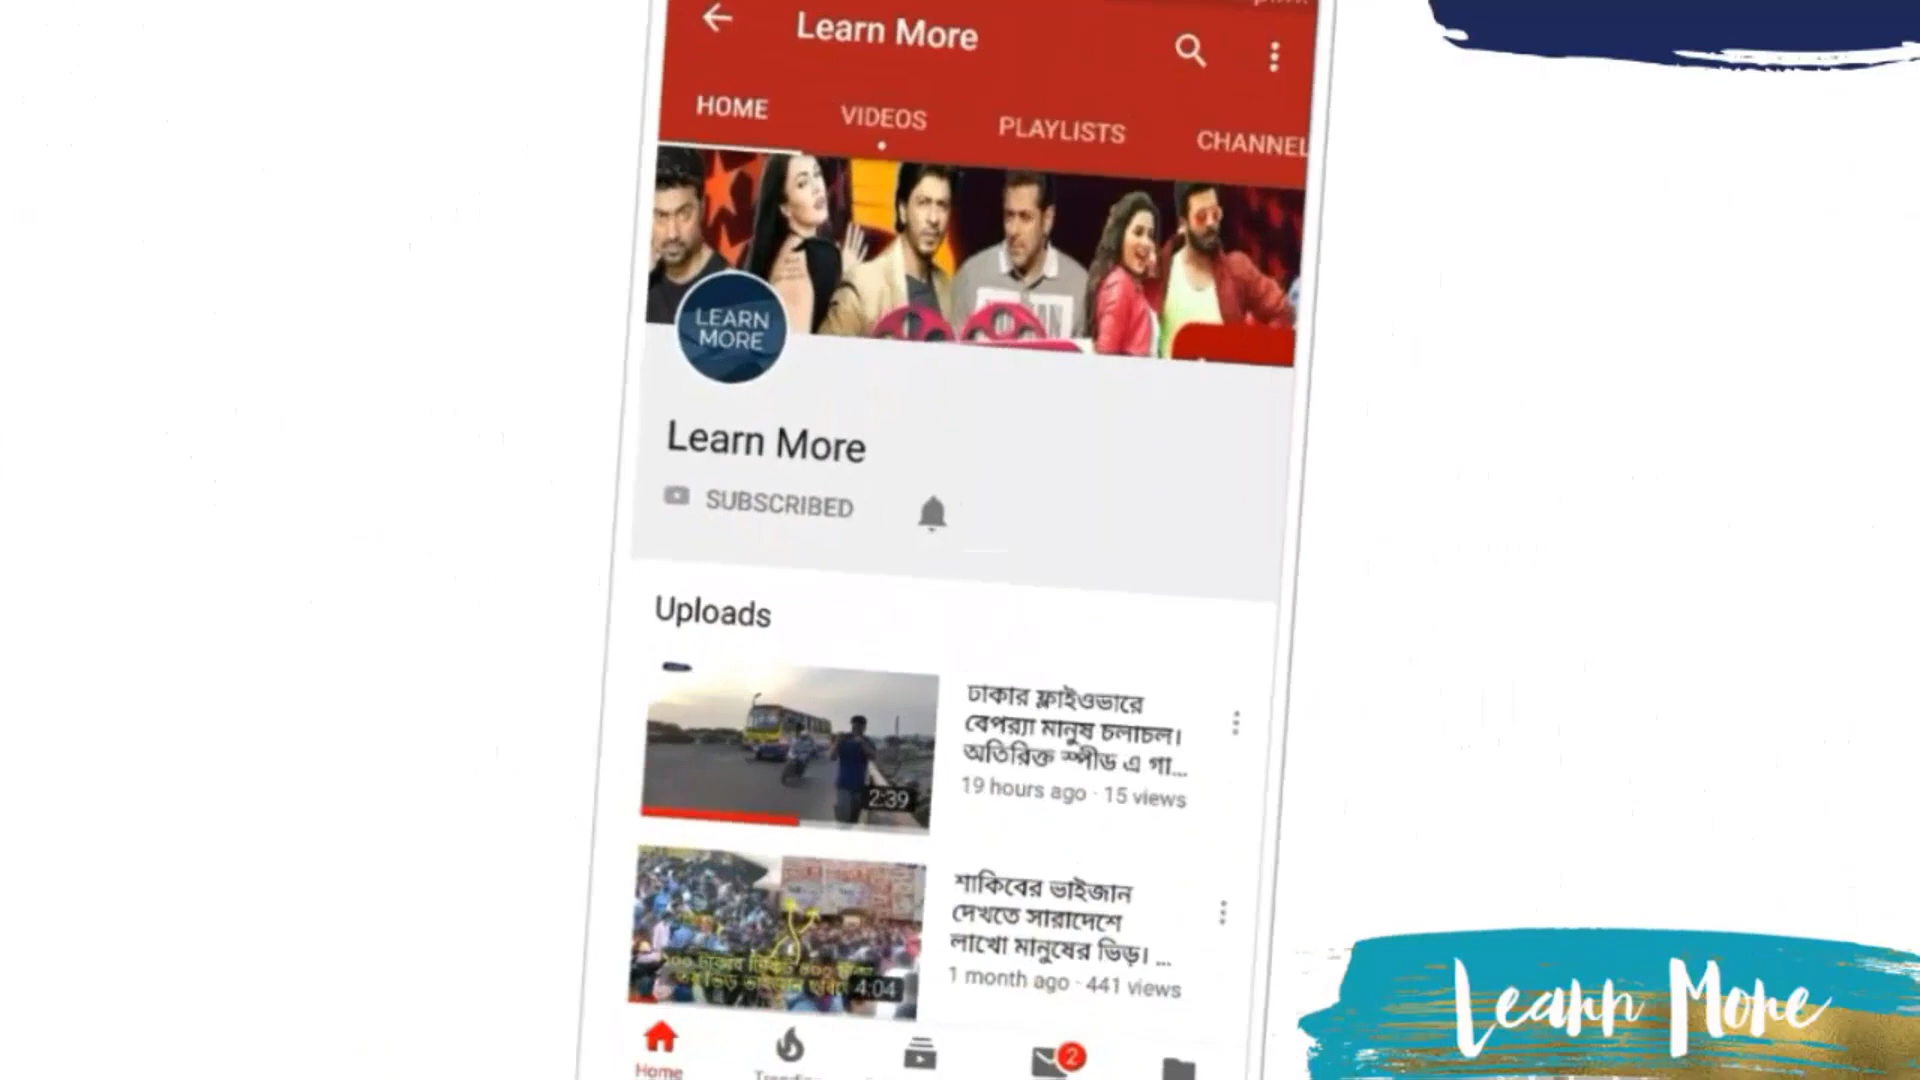 Learn More
HOME VIDEOS PLAYLISTS CHANNEL
LEARN
MORE
Learn More
SUBSCRIBED
Uploads
ঢাকার ফ্লাইওভারে
বেপরা্যা মানুষ চলাচল।
অতিরিক্ত স্পীড এ গা...
19 hours ago · 15 views
2:39
শাকিবের ভাইজান
দেখতে সারাদেশে
লাখো মানুষের ভিড়। ...
1 month ago · 441 views
4:04
2
Home
Learn More